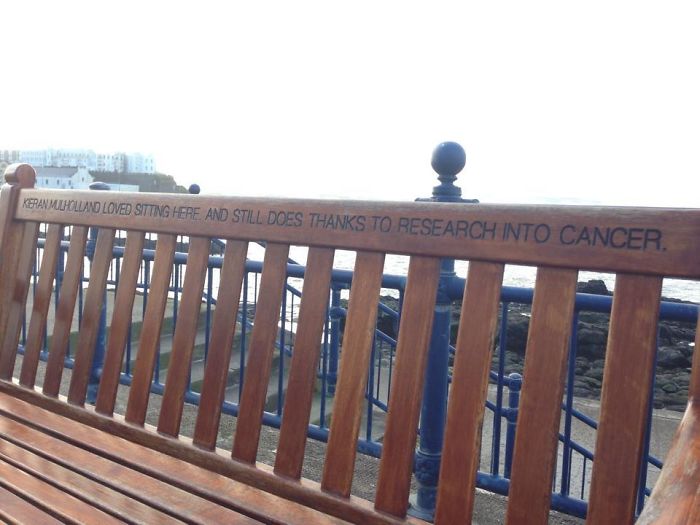 KIERAN MULHOLLAND LOVED SITTING HERE. AND STILL DOES THANKS TO RESEARCH INTO CANCER.